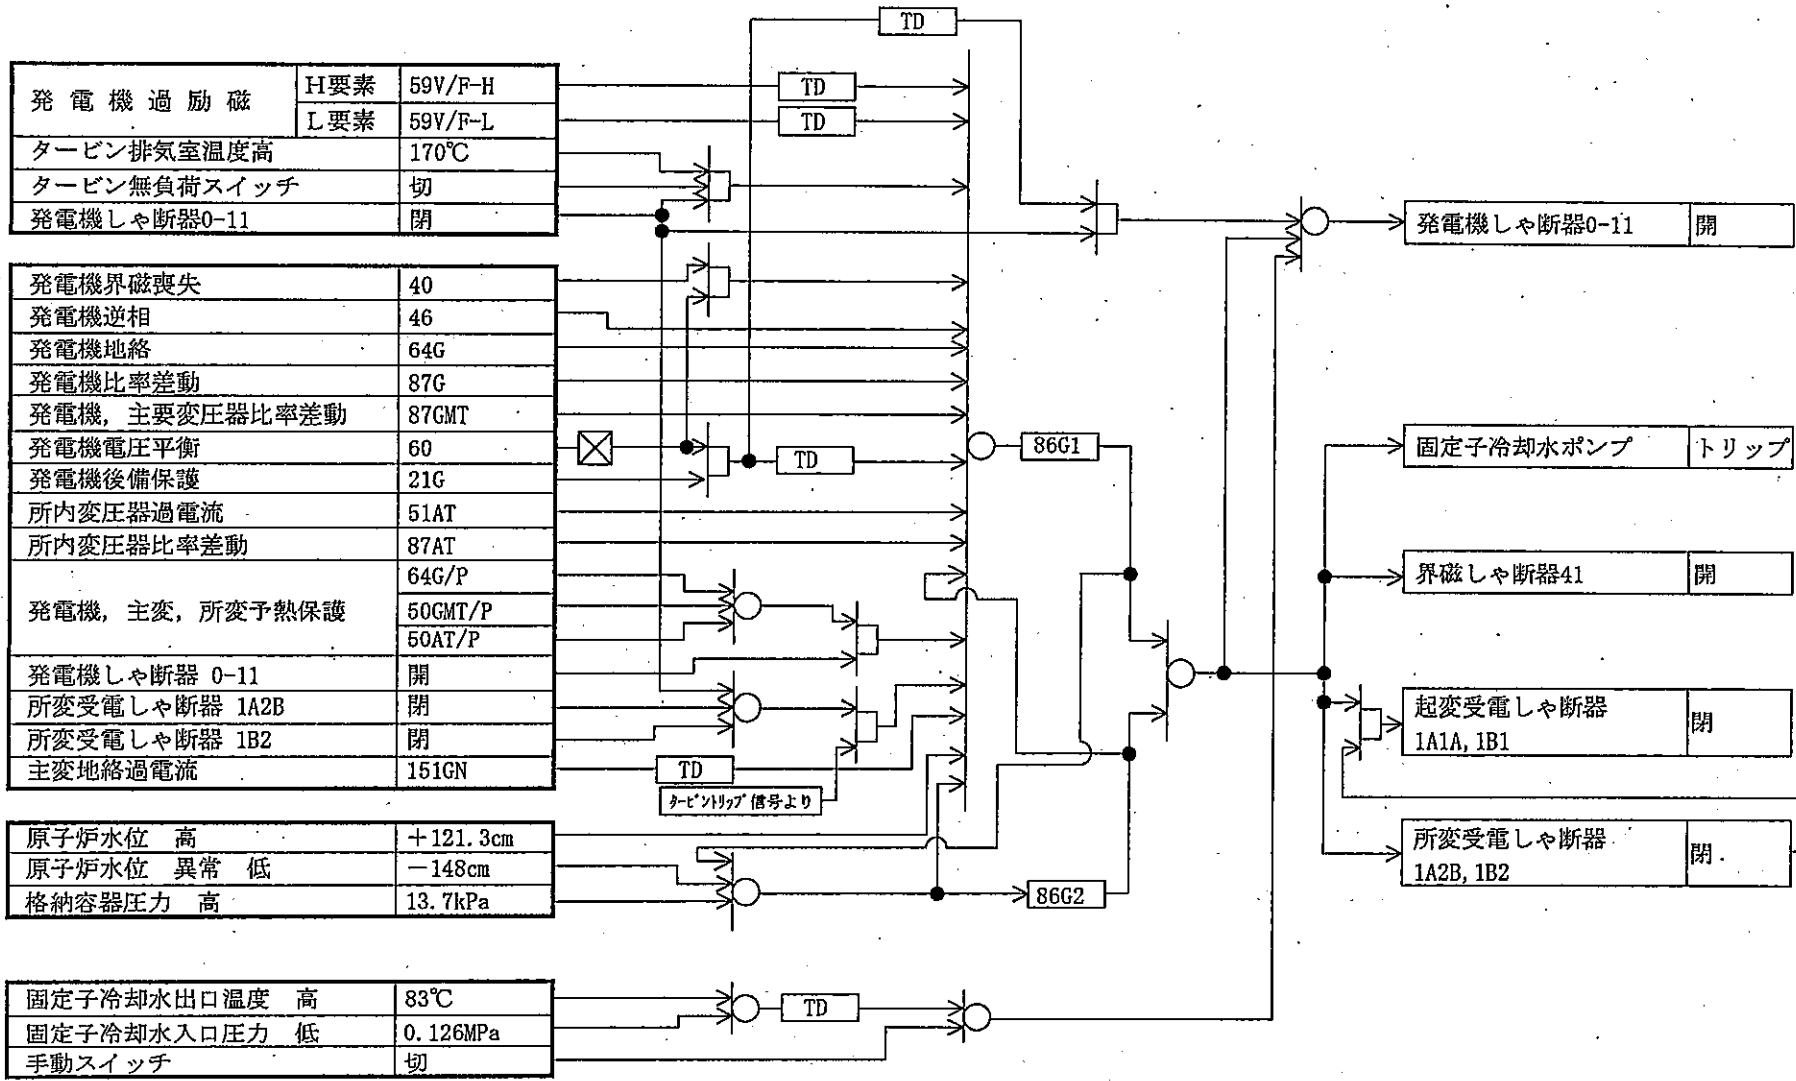 TD
発電機過励磁 H要素 59V/F-H
TD
L要素 59V/F-L
TD
タービン排気室温度高 170℃
タービン無負荷スイッチ 切
発電機しゃ断器0-11 閉
発電機しゃ断器0-11 開
発電機界磁喪失 40
発電機逆相 46
発電機地絡 64G
発電機比率差動 87G
発電機,主要変圧器比率差動 87GMT
発電機電圧平衡 60
発電機後備保護 21G
TD
86G1
固定子冷却水ポンプ トリップ
所内変圧器過電流 51AT
所内変圧器比率差動 87AT
発電機,主変,所変予熱保護 64G/P
50GMT/P
50AT/P
界磁しゃ断器41 開
発電機しゃ断器 0-11 開
所変受電しゃ断器 1A2B 閉
所変受電しゃ断器 1B2 閉
主変地絡過電流 151GN
TD
タービントリップ信号より
起変受電しゃ断器
1A1A,1B1 閉
原子炉水位 高 +121.3cm
原子炉水位 異常 低 -148cm
格納容器圧力 高 13.7kPa
86G2
所変受電しゃ断器
1A2B,1B2 閉
固定子冷却水出口温度 高 83℃
固定子冷却水入口圧力 低 0.126MPa
手動スイッチ 切
TD